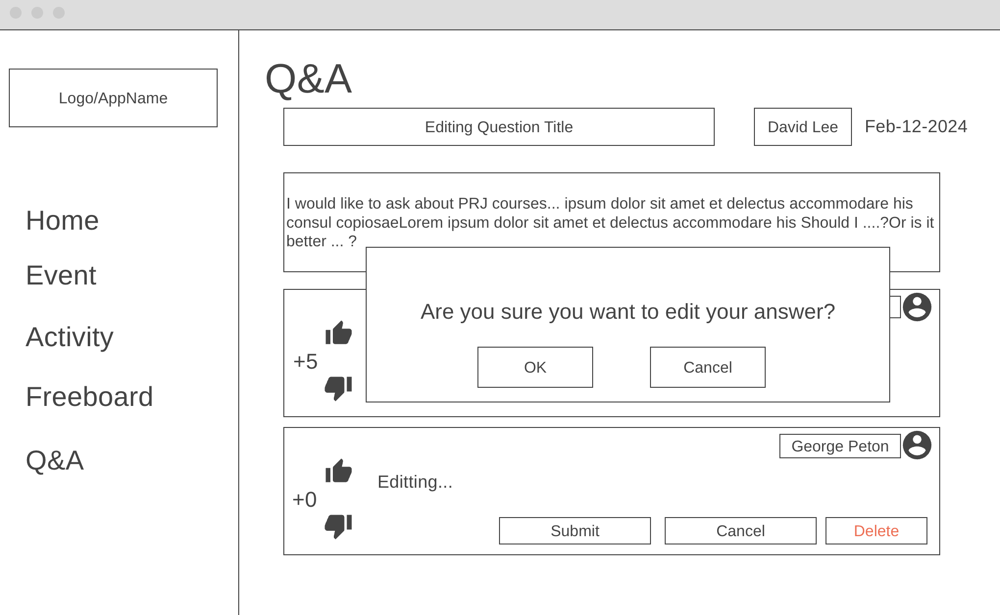 Logo/AppName
Home
Event
Activity
Freeboard
Q&A
Q&A
Editing Question Title
David Lee
Feb-12-2024
I would like to ask about PRJ courses... ipsum dolor sit amet et delectus accommodare his
consul copiosaeLorem ipsum dolor sit amet et delectus accommodare his Should I ....?Or is it
better ... ?
Are you sure you want to edit your answer?
OK
Cancel
+5
George Peton
Editting...
+0
Submit
Cancel
Delete